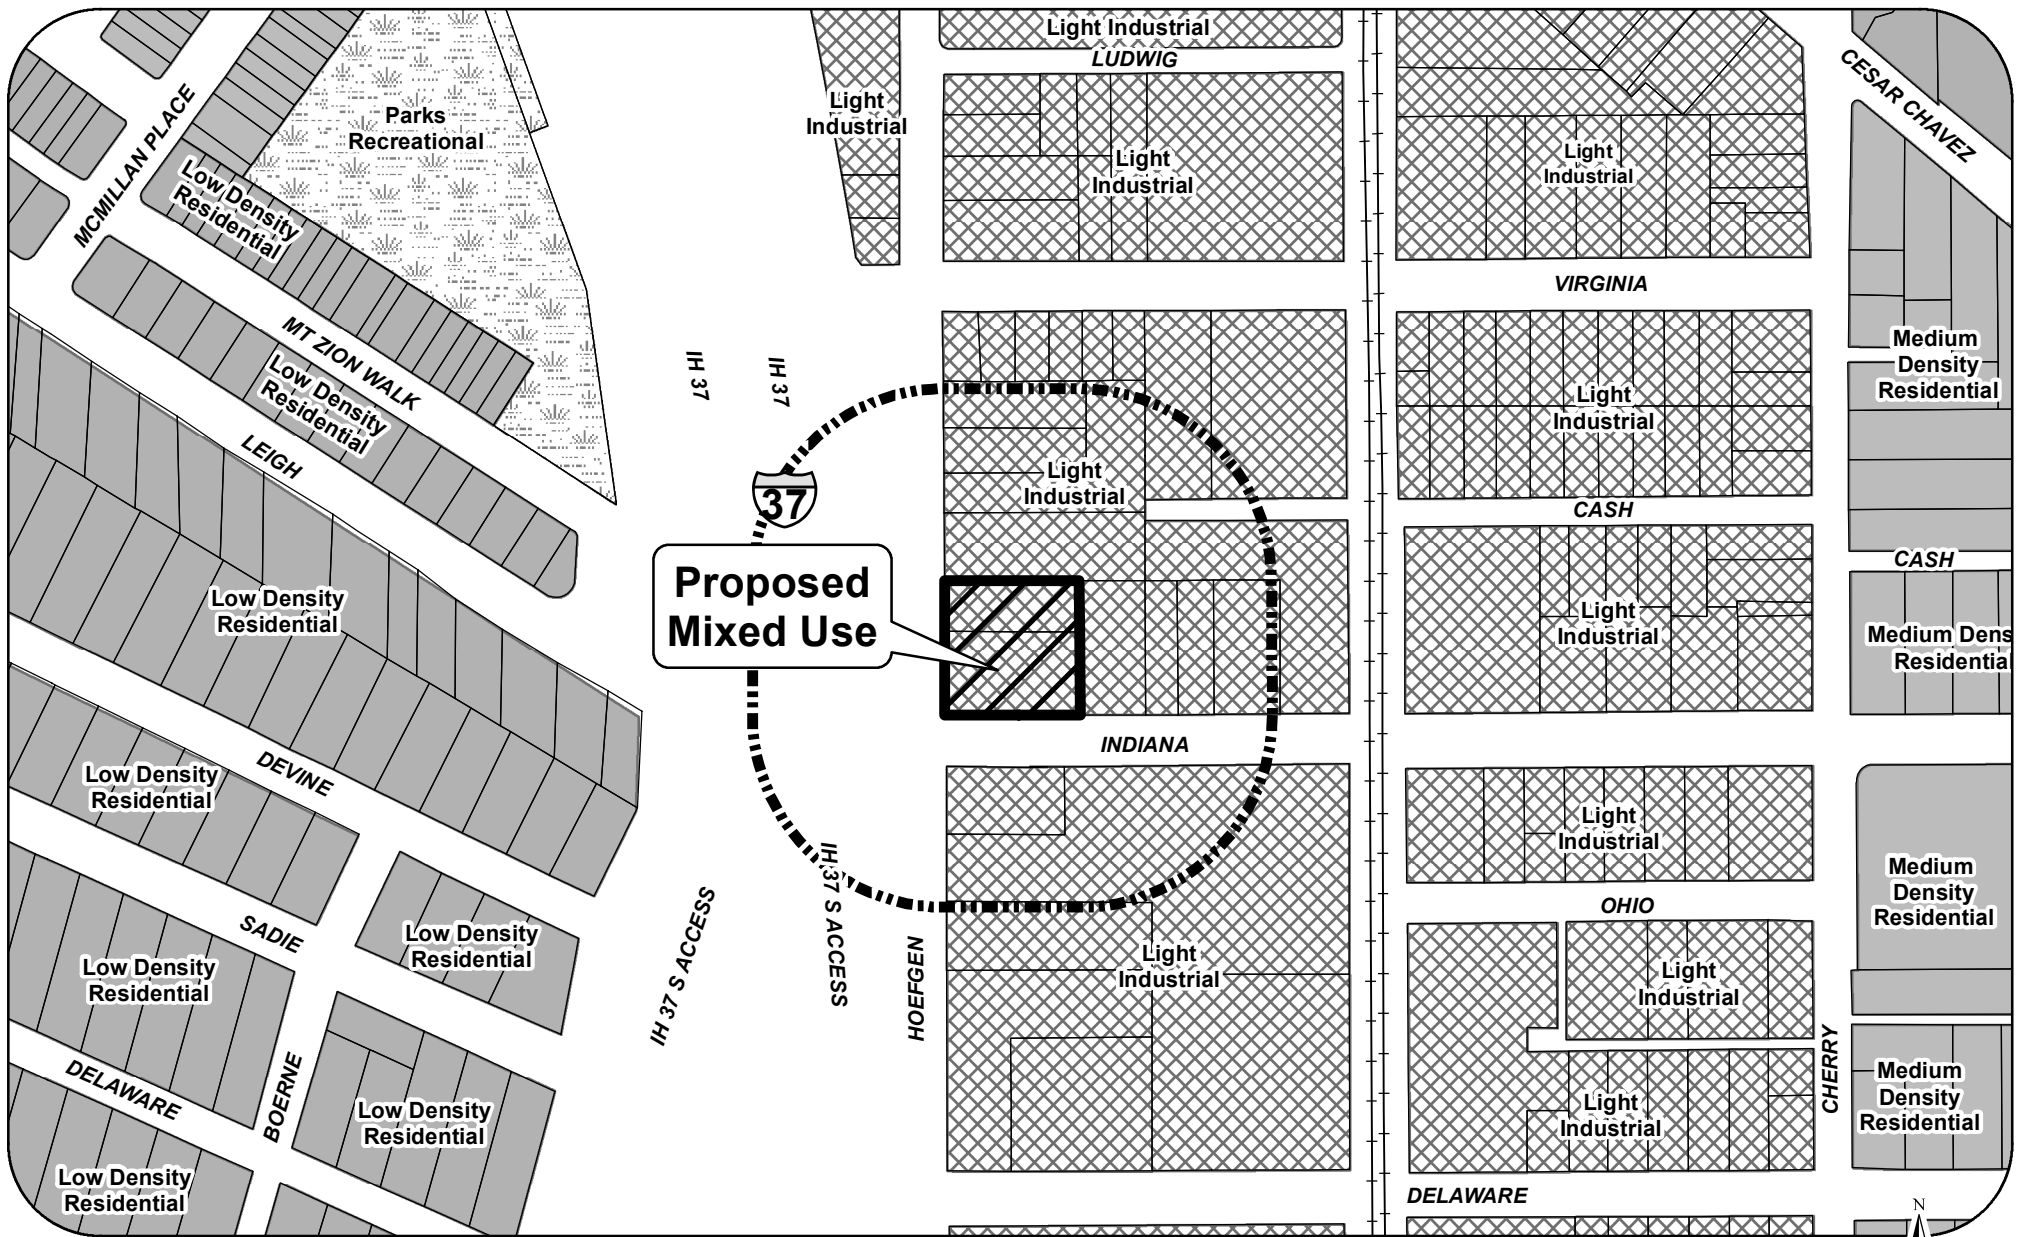 Light Industrial
LUDWIG
CESAR CHAVEZ
Parks
Recreational
MCMILLAN PLACE
Light
Industrial
Light
Industrial
Light
Industrial
Low Density
Residential
VIRGINIA
MT ZION WALK
Low Density
Residential
IH 37
IH 37
Medium
Density
Residential
Light
Industrial
LEIGH
Light
Industrial
37
CASH
CASH
Proposed
Mixed Use
Low Density
Residential
Light
Industrial
Medium Dens
Residentia
INDIANA
DEVINE
Low Density
Residential
Light
Industrial
Medium
Density
Residential
IH 37 S ACCESS
IH 37 S ACCESS
HOEFGEN
OHIO
SADIE
Low Density
Residential
Low Density
Residential
Light
Industrial
Light
Industrial
CHERRY
DELAWARE
BOERNE
Low Density
Residential
Light
Industrial
Medium
Density
Residential
Low Density
Residential
DELAWARE
N